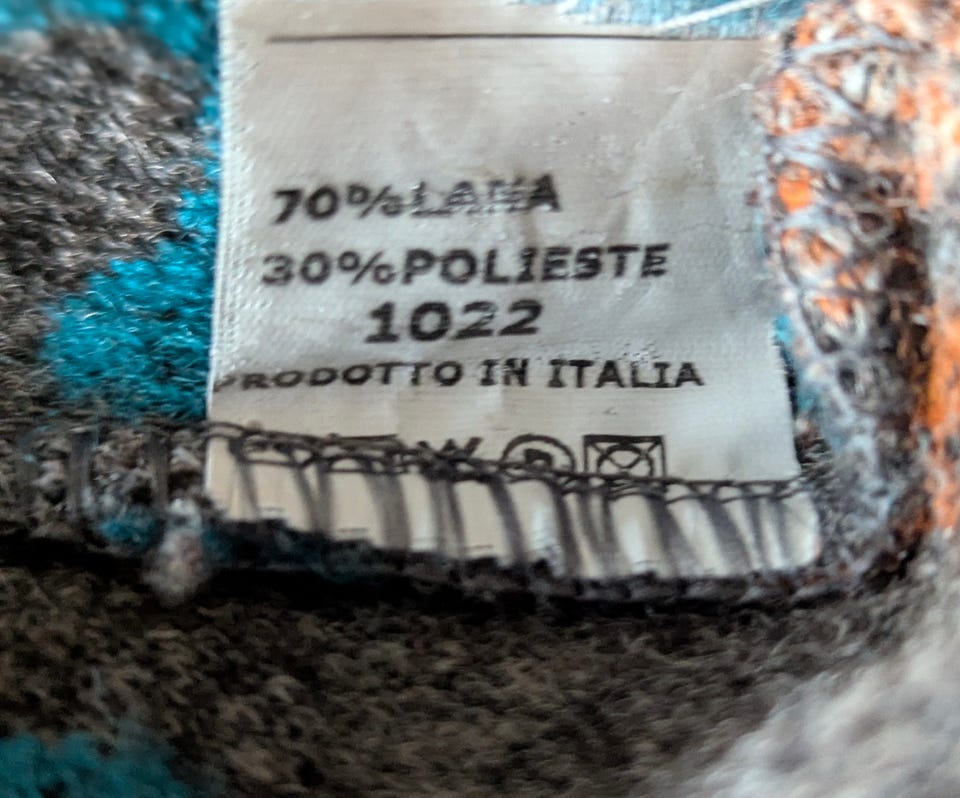 70%LANA
30%POLIESTE
1022
PRODOTTO IN ITALIA